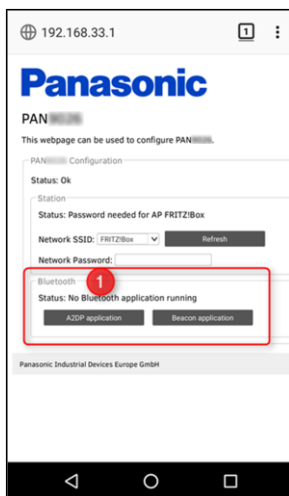 192.168.33.1
1
Panasonic
PAN
This webpage can be used to configure PAN
PAN Configuration
Status: Ok
Station
Status: Password needed for AP FRITZ!Box
Network SSID: FRITZ!Box Refresh
Network Password:
Bluetooth 1
Status: No Bluetooth application running
A2DP application Beacon application
Panasonic Industrial Devices Europe GmbH